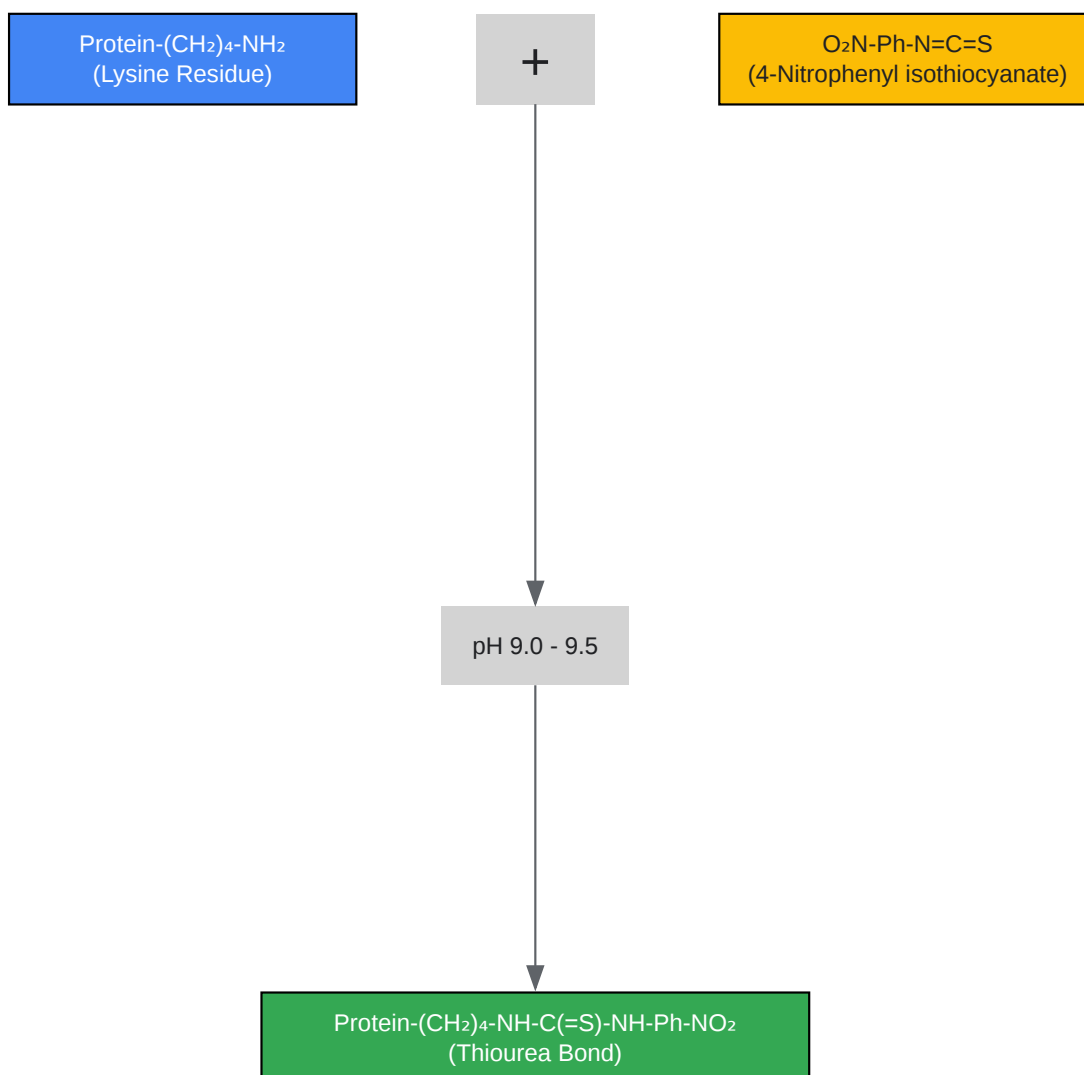 Protein-(CH₂)₄-NH₂
(Lysine Residue)
+
O₂N-Ph-N=C=S
(4-Nitrophenyl isothiocyanate)
pH 9.0 - 9.5
Protein-(CH₂)₄-NH-C(=S)-NH-Ph-NO₂
(Thiourea Bond)